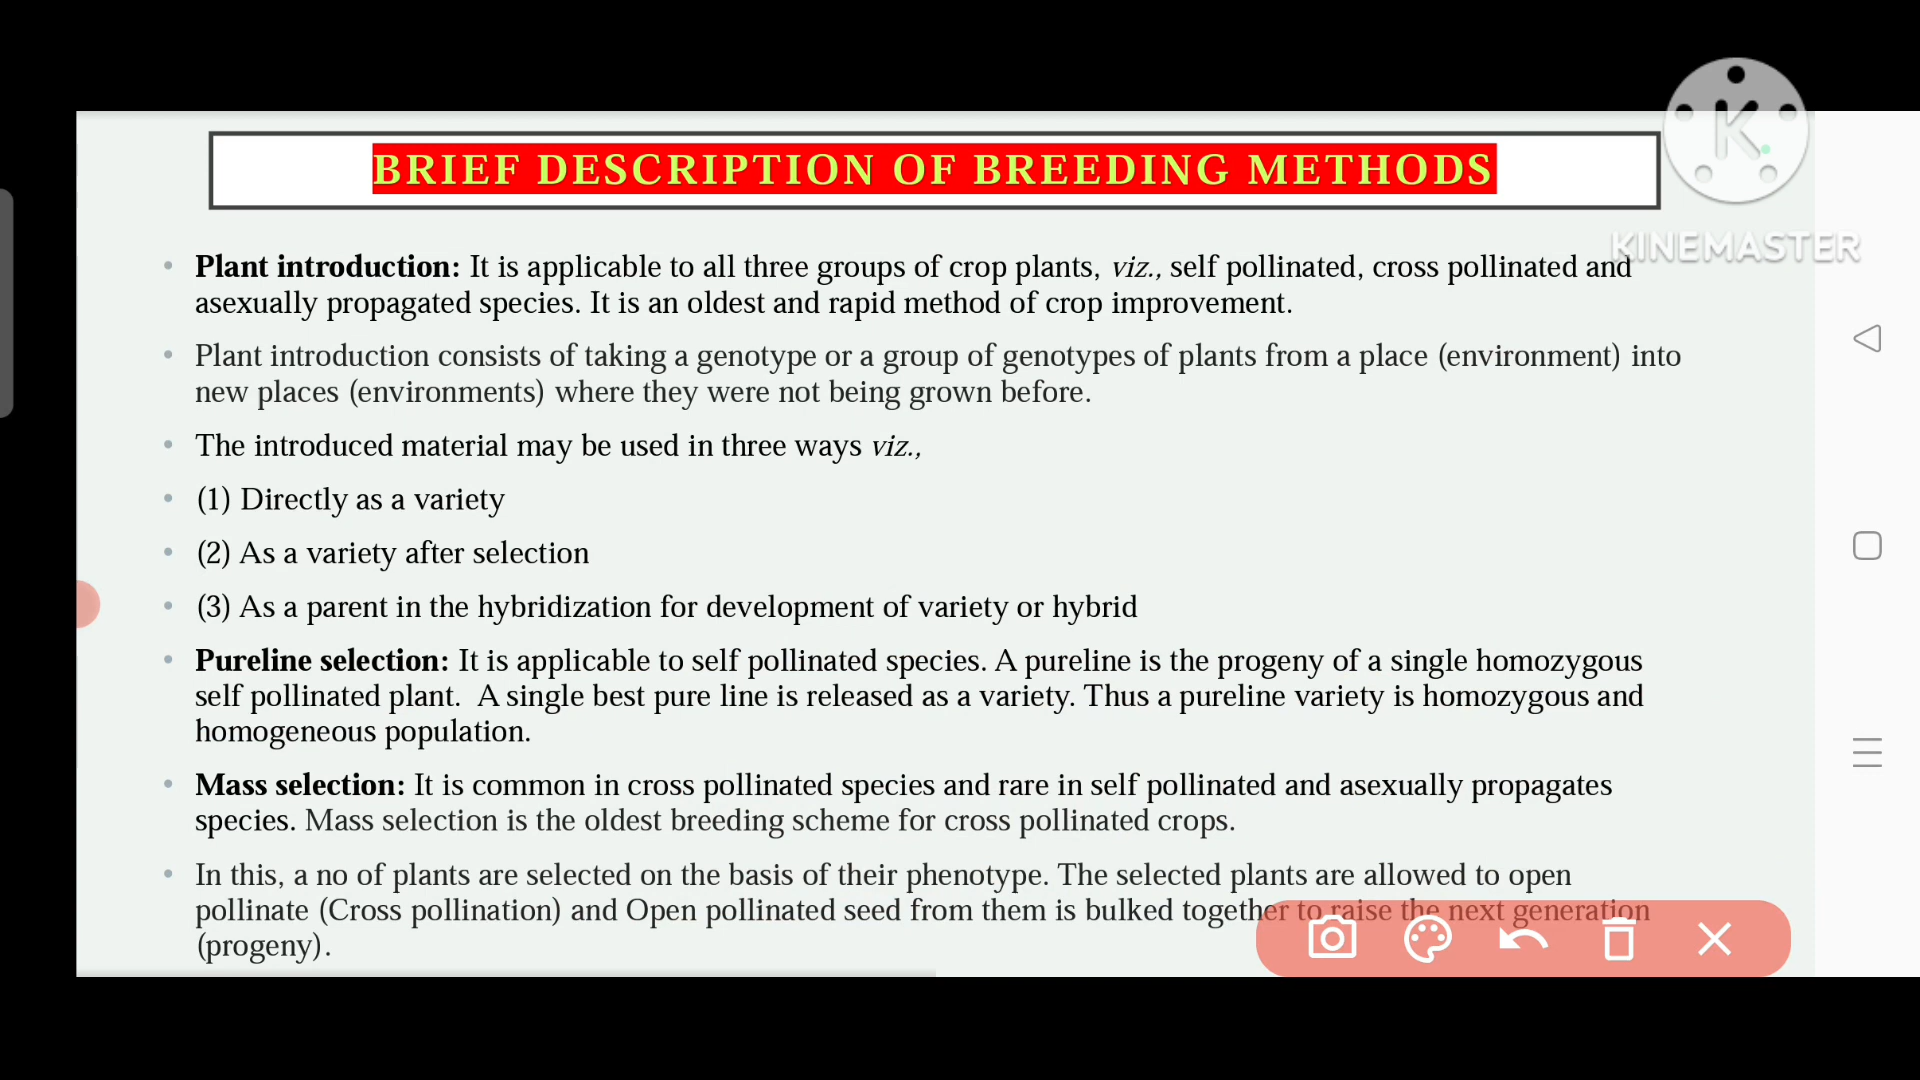 BRIEF DESCRIPTION OF BREEDING METHODS
K
KINEMASTER
• Plant introduction: It is applicable to all three groups of crop plants, viz., self pollinated, cross pollinated and
asexually propagated species. It is an oldest and rapid method of crop improvement.
• Plant introduction consists of taking a genotype or a group of genotypes of plants from a place (environment) into
new places (environments) where they were not being grown before.
• The introduced material may be used in three ways viz.,
• (1) Directly as a variety
• (2) As a variety after selection
• (3) As a parent in the hybridization for development of variety or hybrid
• Pureline selection: It is applicable to self pollinated species. A pureline is the progeny of a single homozygous
self pollinated plant. A single best pure line is released as a variety. Thus a pureline variety is homozygous and
homogeneous population.
• Mass selection: It is common in cross pollinated species and rare in self pollinated and asexually propagates
species. Mass selection is the oldest breeding scheme for cross pollinated crops.
• In this, a no of plants are selected on the basis of their phenotype. The selected plants are allowed to open
pollinate (Cross pollination) and Open pollinated seed from them is bulked together to raise the next generation
(progeny).